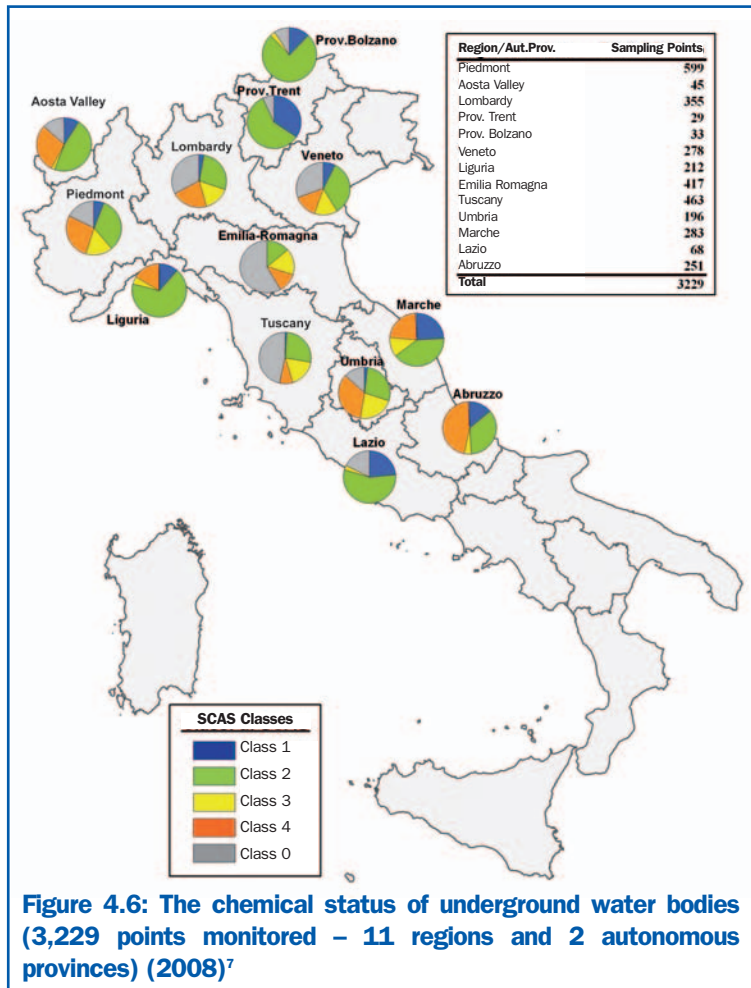 Prov.Bolzano
Prov.Trent
Aosta Valley
Lombardy
Veneto
Piedmont
Emilia-Romagna
Liguria
Tuscany
Marche
Umbria
Abruzzo
Lazio
Region/Aut.Prov. Sampling Points
Piedmont 599
Aosta Valley 45
Lombardy 355
Prov. Trent 29
Prov. Bolzano 33
Veneto 278
Liguria 212
Emilia Romagna 417
Tuscany 463
Umbria 196
Marche 283
Lazio 68
Abruzzo 251
Total 3229
SCAS Classes
Class 1
Class 2
Class 3
Class 4
Class 0
Figure 4.6: The chemical status of underground water bodies
(3,229 points monitored – 11 regions and 2 autonomous
provinces) (2008)⁷